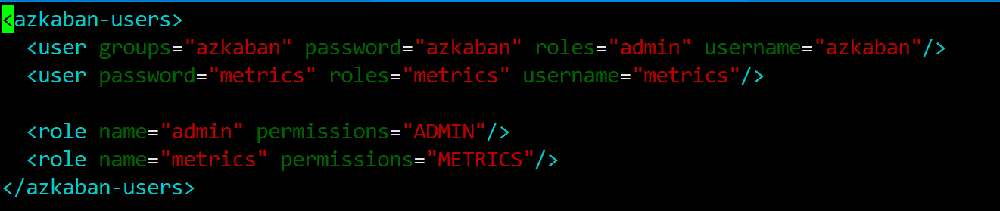 <azkaban-users>
  <user groups="azkaban" password="azkaban" roles="admin" username="azkaban"/>
  <user password="metrics" roles="metrics" username="metrics"/>

  <role name="admin" permissions="ADMIN"/>
  <role name="metrics" permissions="METRICS"/>
</azkaban-users>